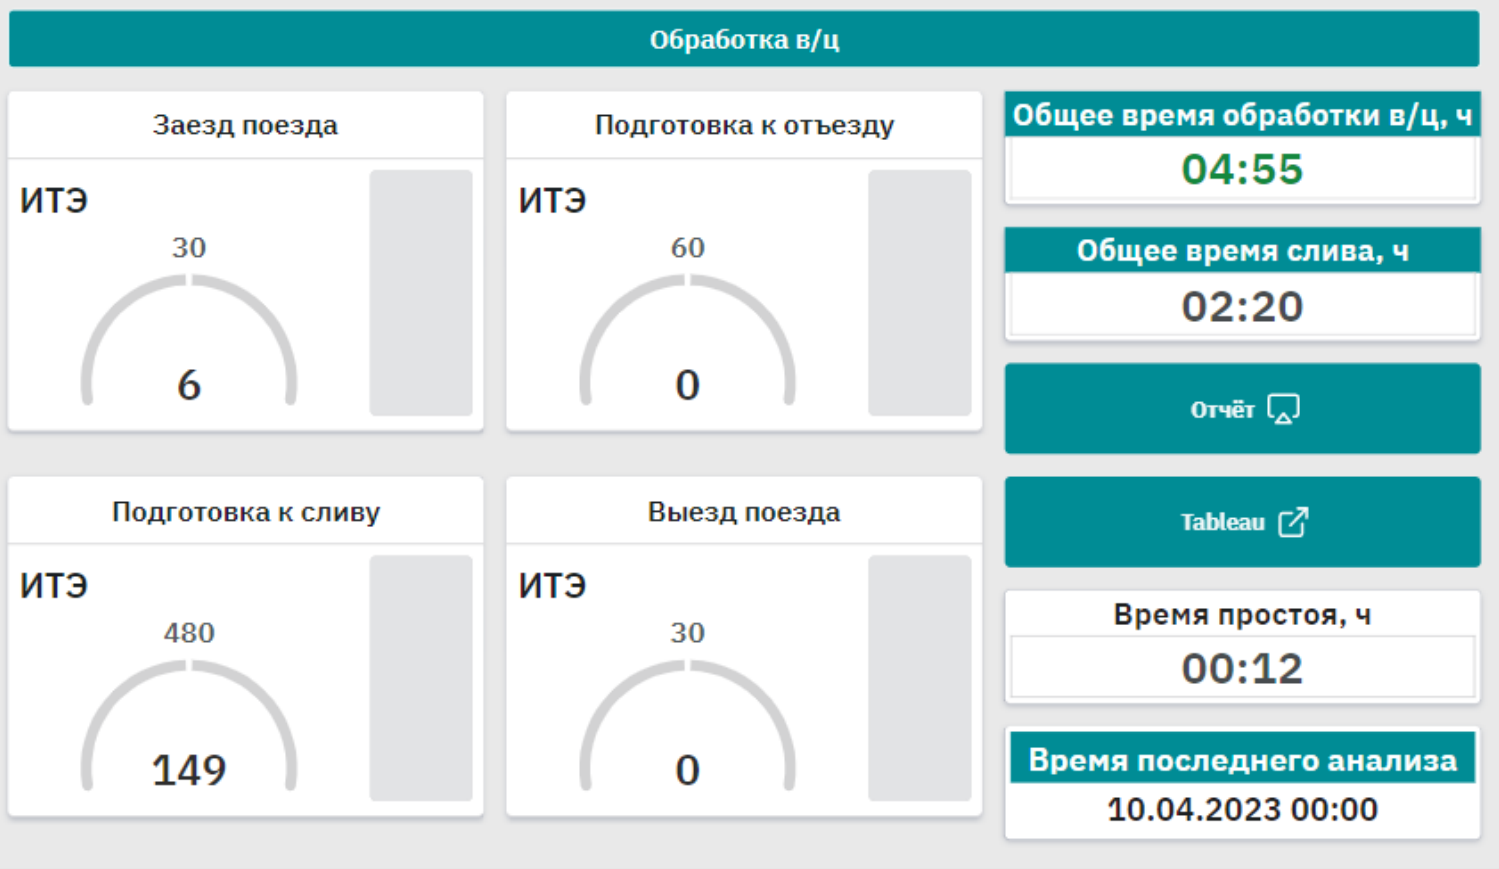 Обработка в/ц
Заезд поезда
ИТЭ
30
6
Подготовка к отъезду
ИТЭ
60
0
Общее время обработки в/ц, ч
04:55
Общее время слива, ч
02:20
Отчёт
Подготовка к сливу
ИТЭ
480
149
Выезд поезда
ИТЭ
30
0
Tableau
Время простоя, ч
00:12
Время последнего анализа
10.04.2023 00:00